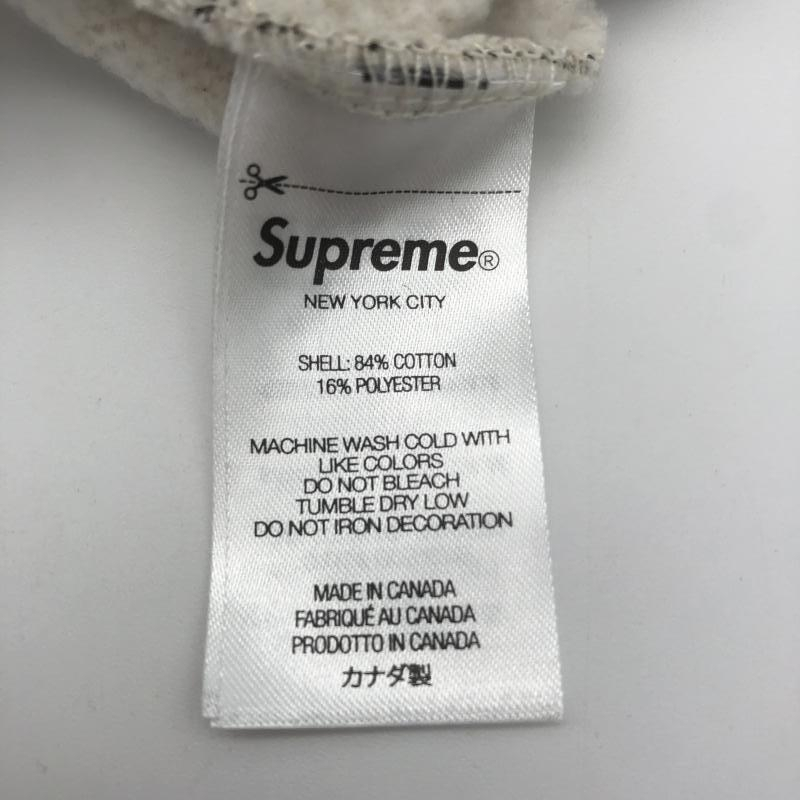 Supreme®
NEW YORK CITY
SHELL: 84% COTTON
16% POLYESTER
MACHINE WASH COLD WITH
LIKE COLORS
DO NOT BLEACH
TUMBLE DRY LOW
DO NOT IRON DECORATION
MADE IN CANADA
FABRIQUÉ AU CANADA
PRODOTTO IN CANADA
カナダ製